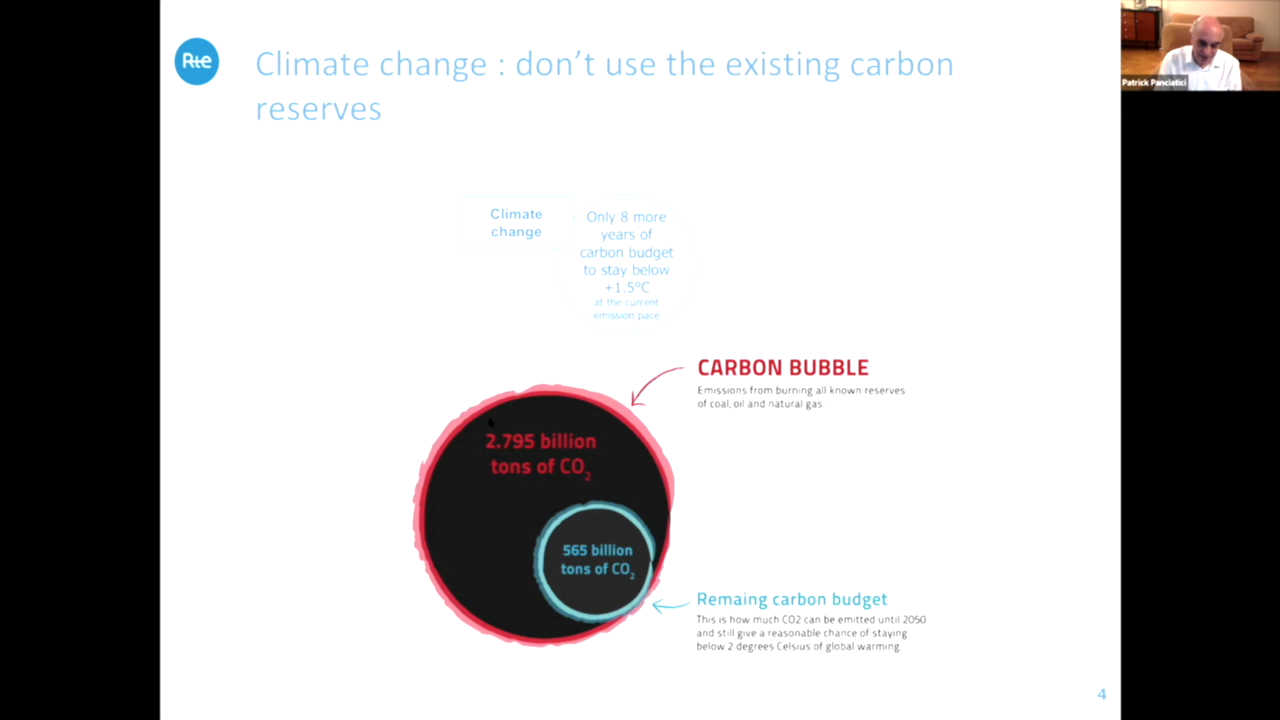 Rte
Climate change : don't use the existing carbon
reserves
Patrick Panciatici
Climate
change
Only 8 more
years of
carbon budget
to stay below
+1.5°C
at the current
emission pace
CARBON BUBBLE
Emissions from burning all known reserves
of coal, oil and natural gas
2.795 billion
tons of CO2
565 billion
tons of CO2
Remaing carbon budget
This is how much CO2 can be emitted until 2050
and still give a reasonable chance of staying
below 2 degrees Celsius of global warming
4